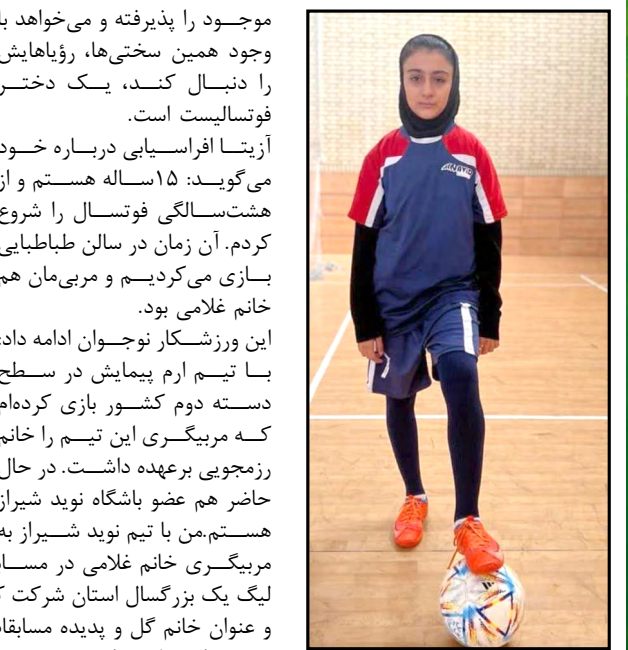 موجود را پذیرفته و می‌خواهد با
وجود همین سختی‌ها، رؤیاهایش
را دنبال کند، یک دختر
فوتسالیست است.
آزیتا افراسیابی درباره خود
می‌گوید: ۱۵ساله هستم و از
هشت‌سالگی فوتسال را شروع
کردم. آن زمان در سالن طباطبایی
بازی می‌کردیم و مربی‌مان هم
خانم غلامی بود.
این ورزشکار نوجوان ادامه داد:
با تیم ارم پیمایش در سطح
دسته دوم کشور بازی کرده‌ام
که مربیگری این تیم را خانم
رزمجویی برعهده داشت. در حال
حاضر هم عضو باشگاه نوید شیراز
هستم.من با تیم نوید شیراز به
مربیگری خانم غلامی در
لیگ یک بزرگسال استان شرکت
و عنوان خانم گل و پدیده